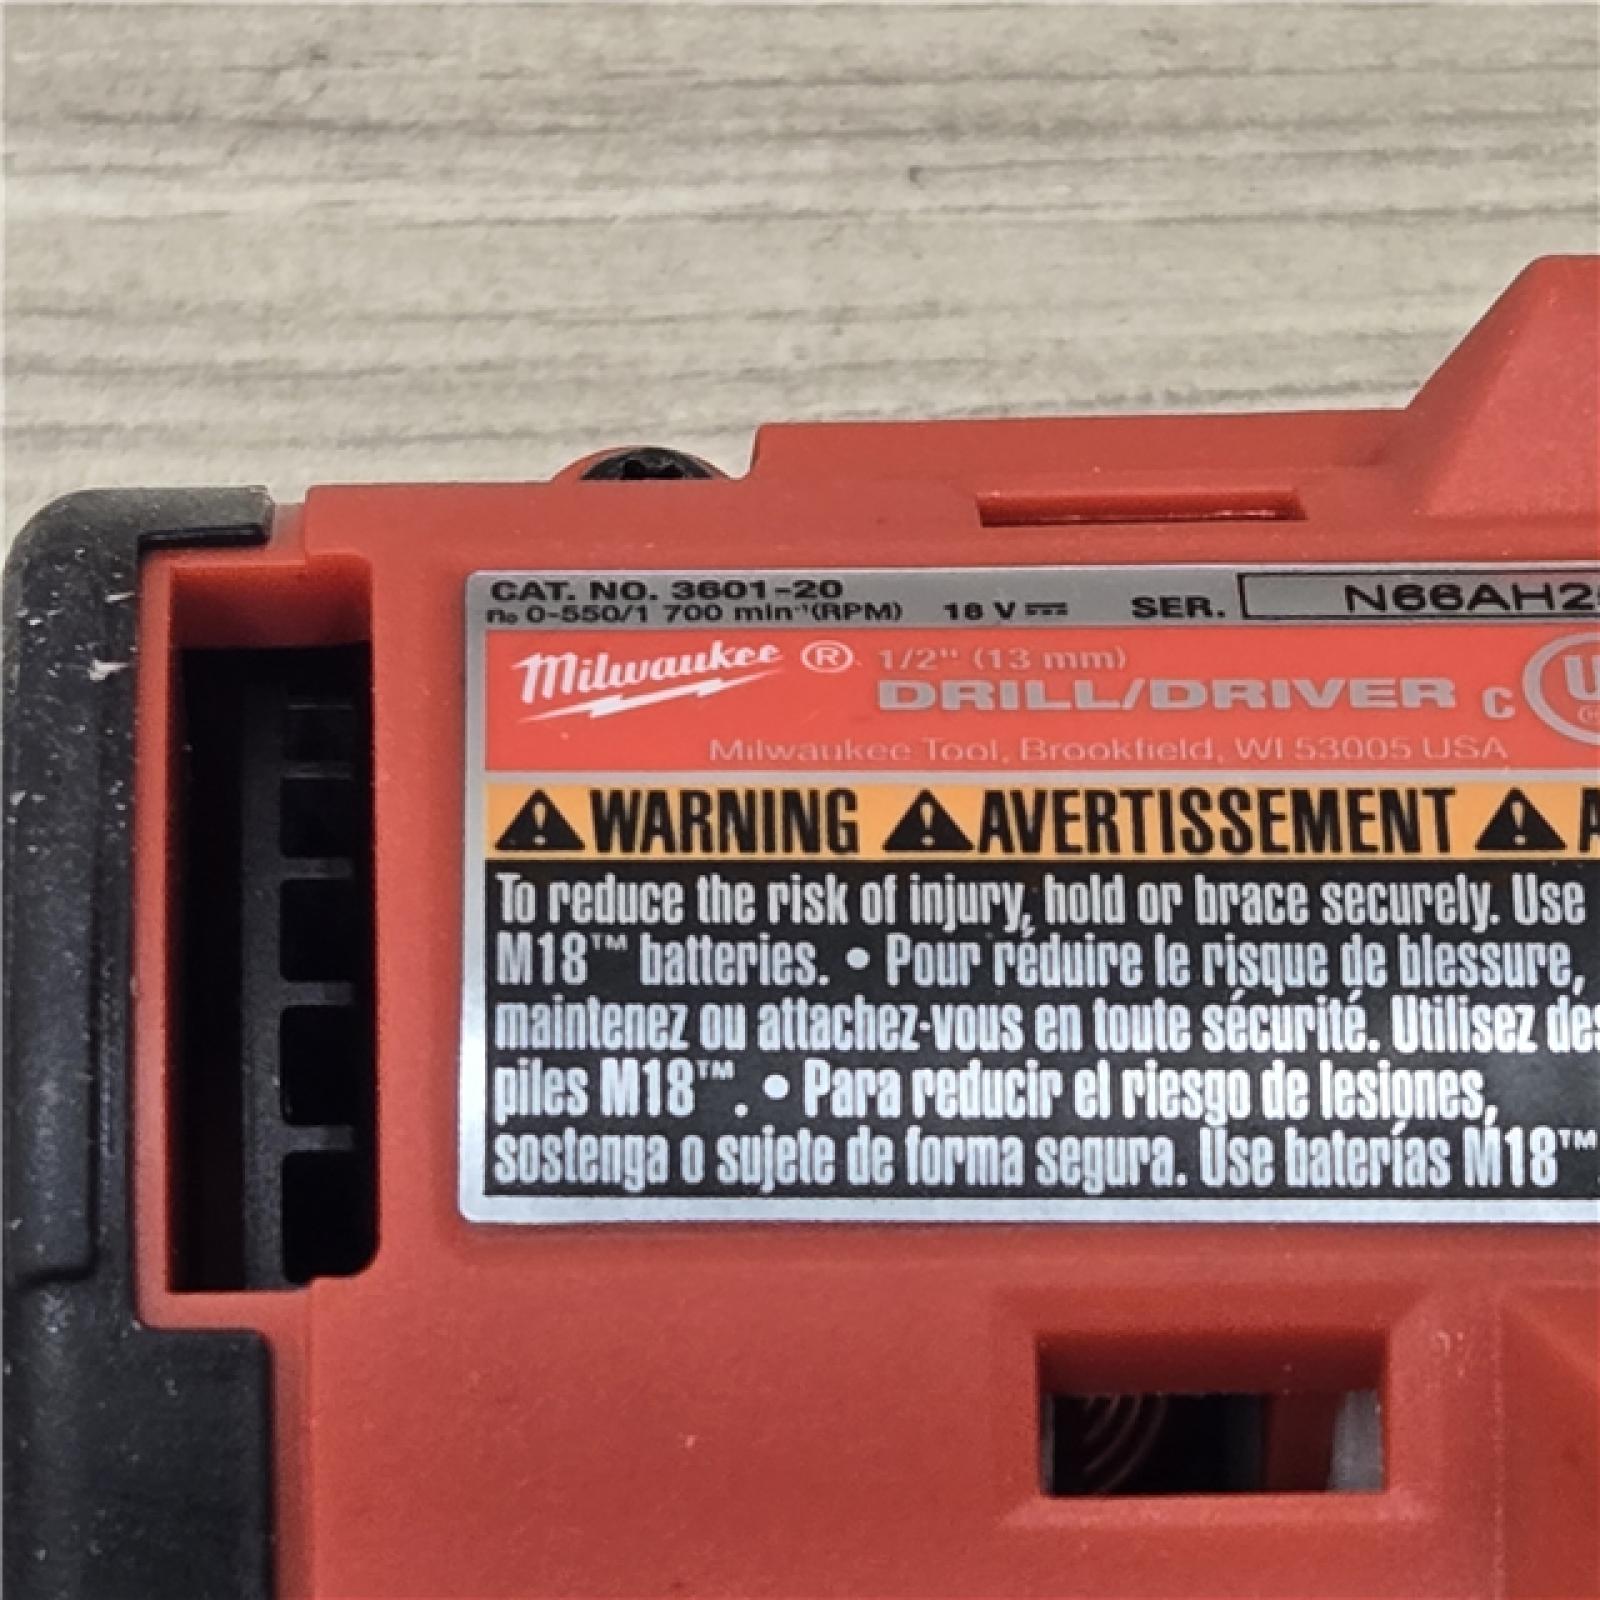 CAT. NO. 3601-20
n₀ 0-550/1 700 min⁻¹(RPM) 18 V SER. N66AH2
Milwaukee ® 1/2" (13 mm)
DRILL/DRIVER C U
Milwaukee Tool, Brookfield, WI 53005 USA
WARNING AVERTISSEMENT A
To reduce the risk of injury, hold or brace securely. Use
M18™ batteries. • Pour réduire le risque de blessure,
maintenez ou attachez-vous en toute sécurité. Utilisez des
piles M18™. • Para reducir el riesgo de lesiones,
sostenga o sujete de forma segura. Use baterías M18™.